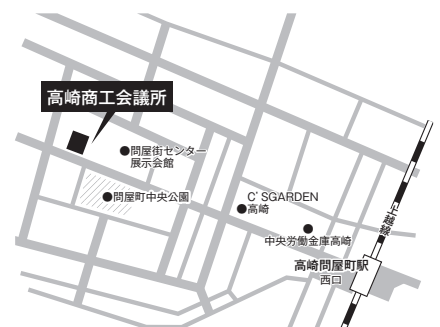 高崎商工会議所
問屋街センター
展示会館
問屋町中央公園
C'SGARDEN
高崎
中央労働金庫高崎
上越線
高崎問屋町駅
西口